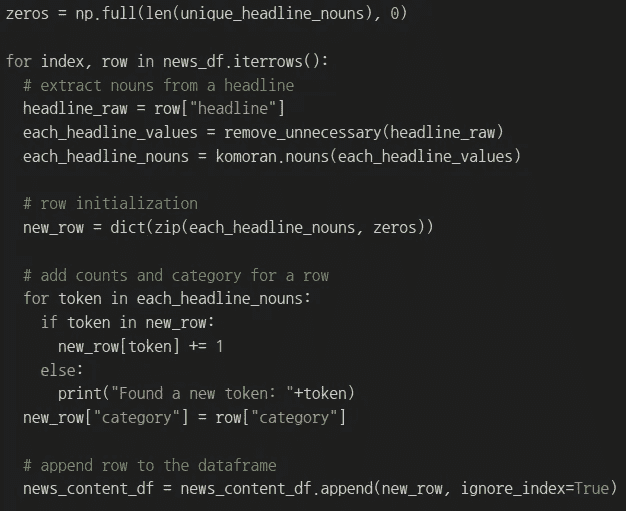 zeros = np.full(len(unique_headline_nouns), 0)
for index, row in news_df.iterrows():
# extract nouns from a headline
headline_raw = row["headline"]
each_headline_values = remove_unnecessary(headline_raw)
each_headline_nouns = komoran.nouns(each_headline_values)
# row initialization
new_row = dict(zip(each_headline_nouns, zeros))
# add counts and category for a row
for token in each_headline_nouns:
if token in new_row:
new_row[token] += 1
else:
print("Found a new token: "+token)
new_row["category"] = row["category"]
# append row to the dataframe
news_content_df = news_content_df.append(new_row, ignore_index=True)